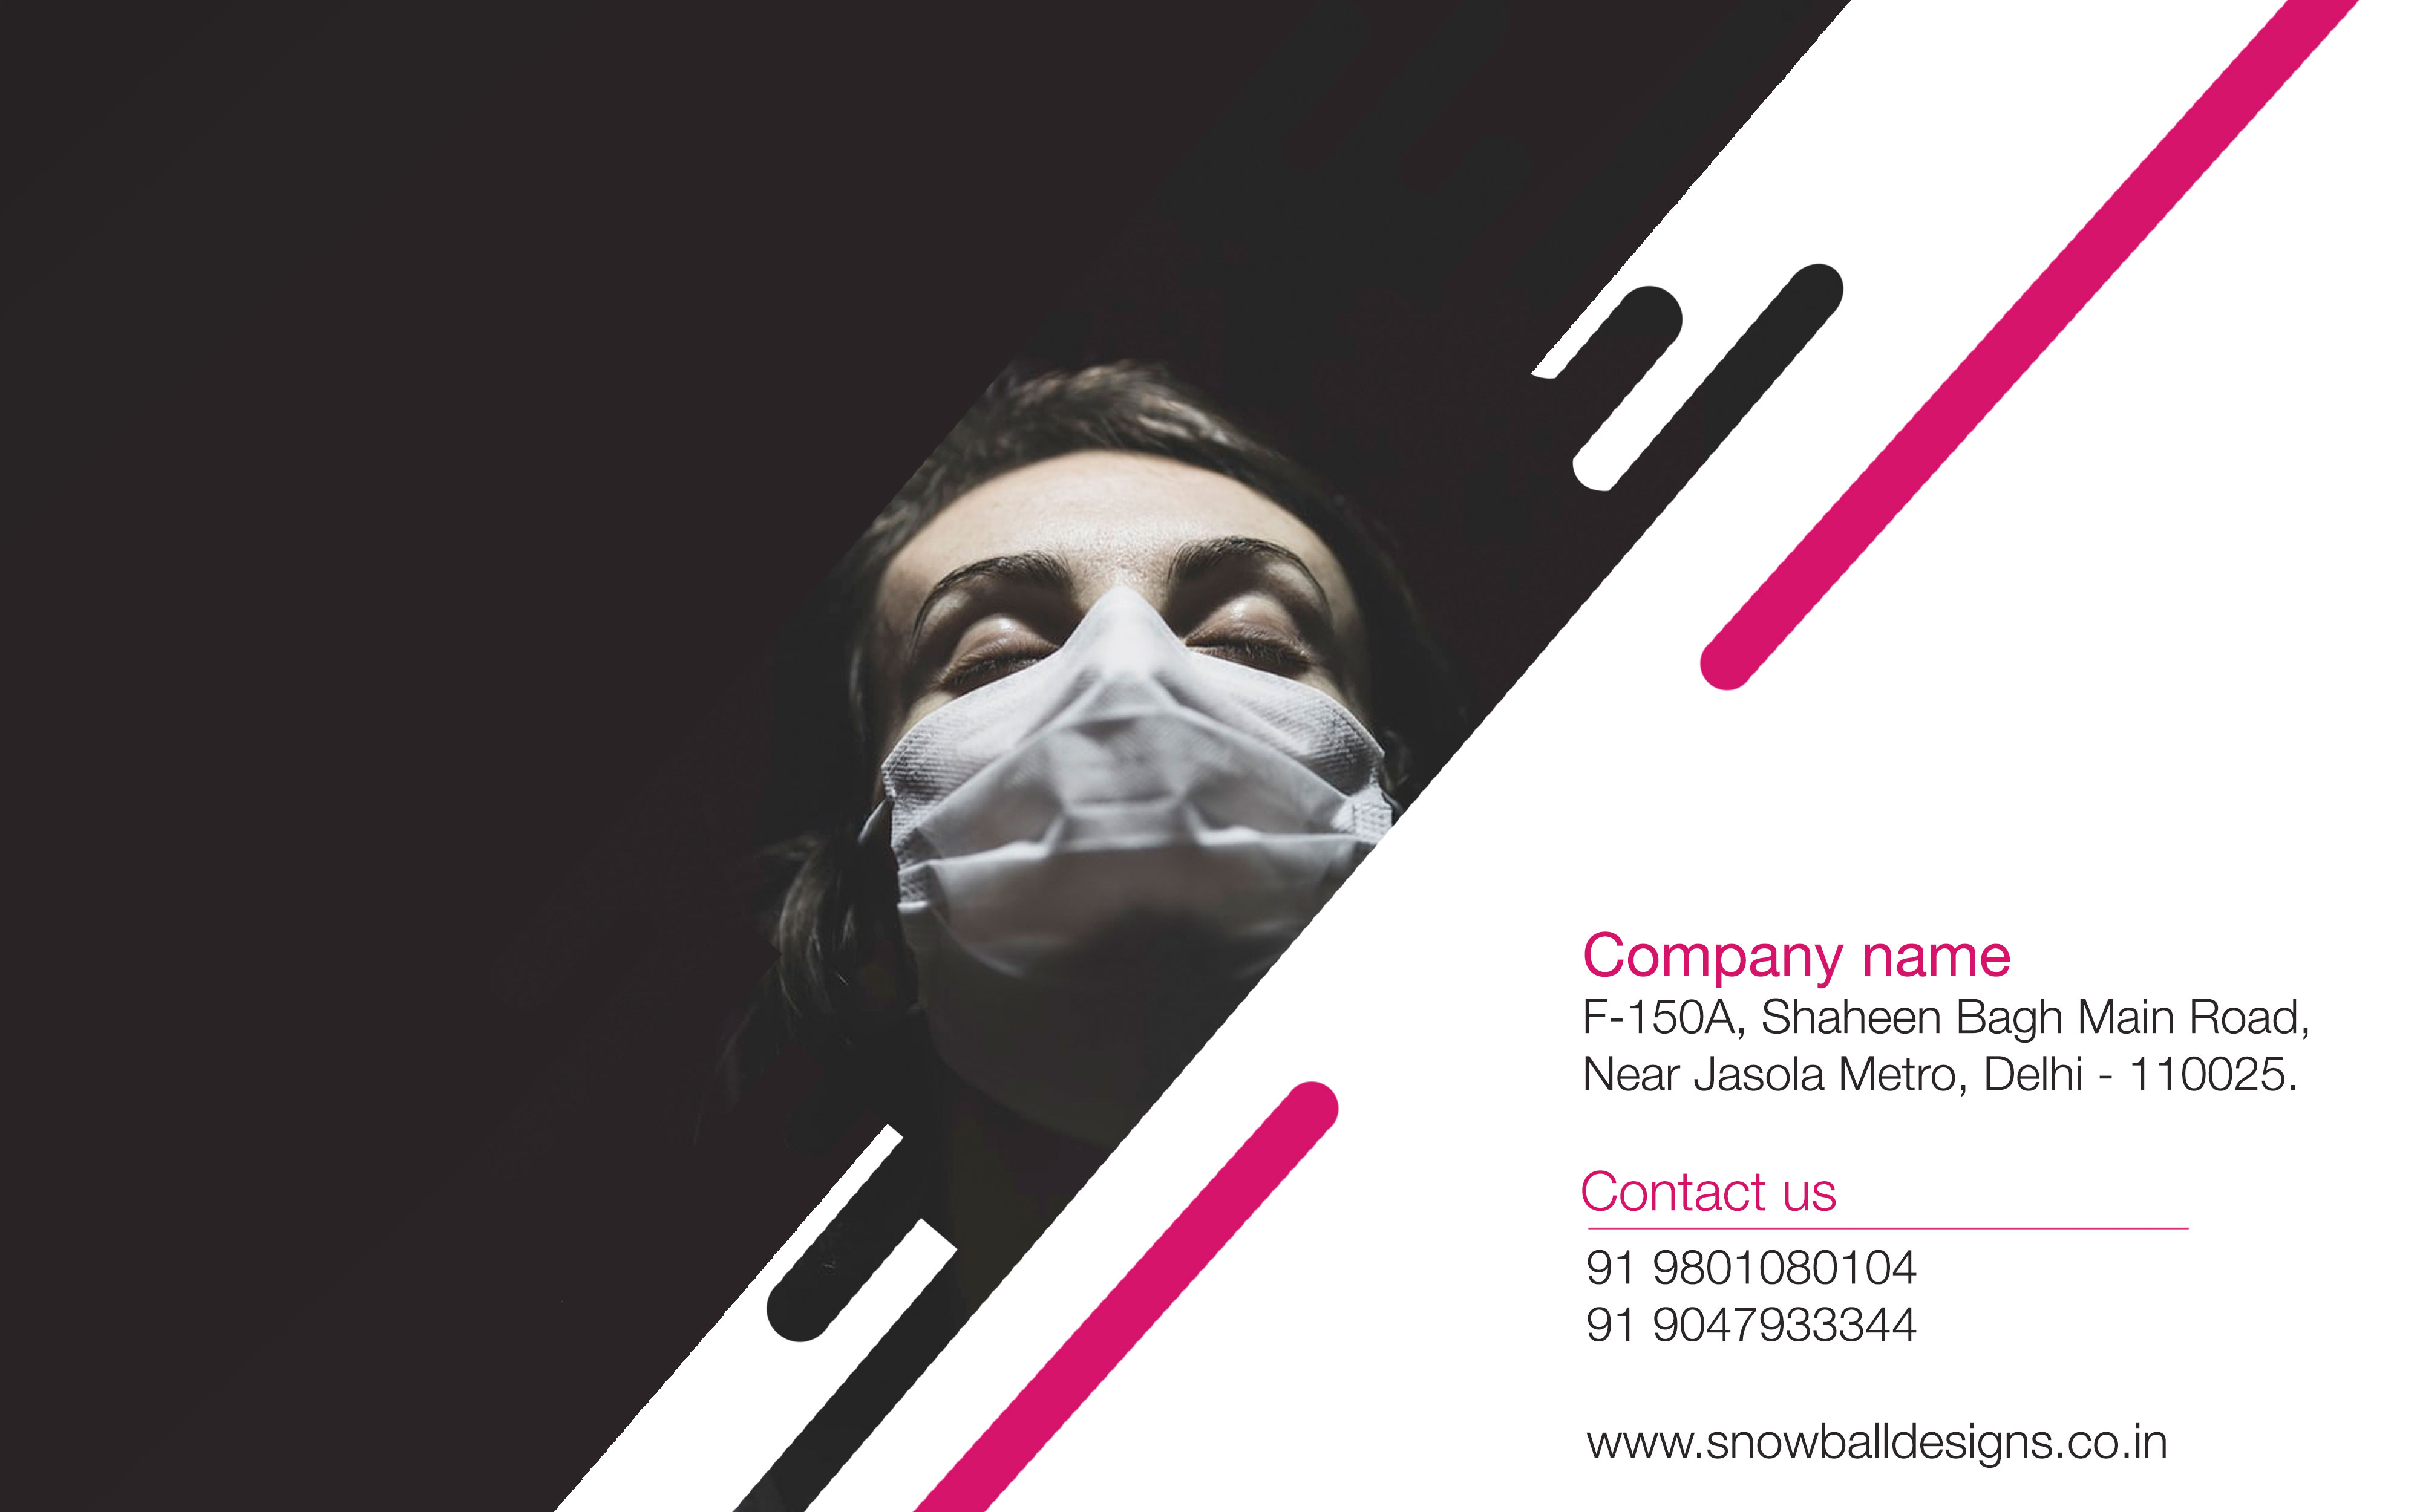 Company name
F-150A, Shaheen Bagh Main Road,
Near Jasola Metro, Delhi - 110025.
Contact us
91 9801080104
91 9047933344
www.snowballdesigns.co.in